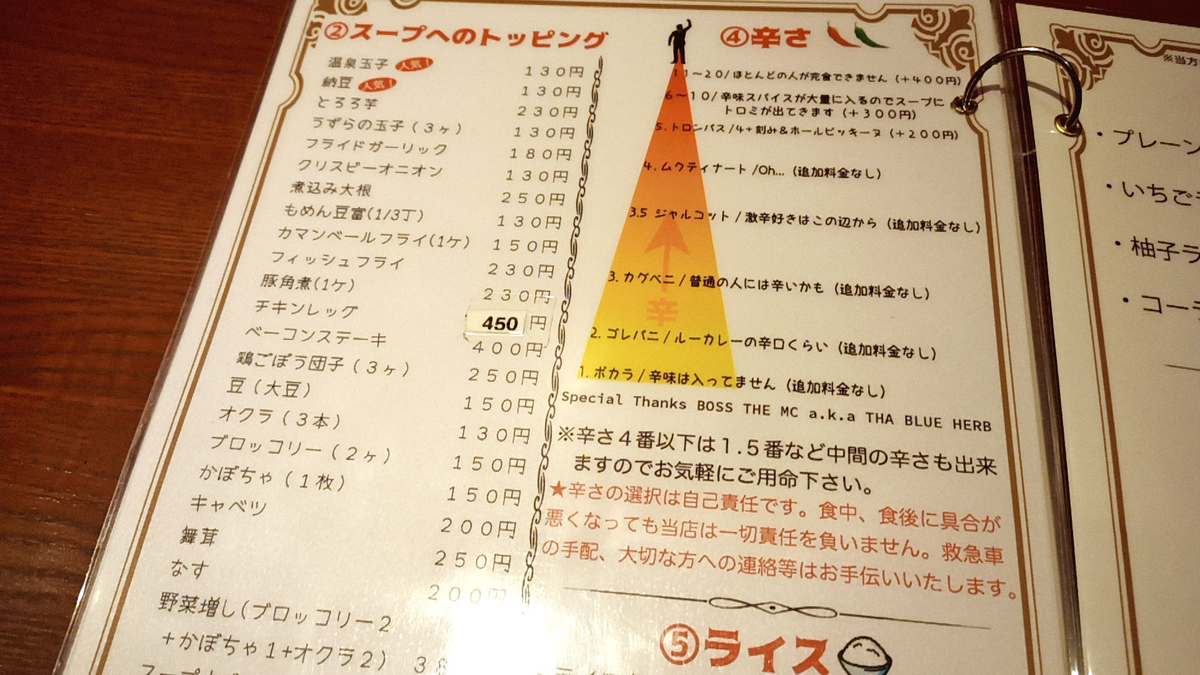 ②スープへのトッピング
温泉玉子 人気! 130円
納豆 人気! 130円
とろろ芋 230円
うずらの玉子(3ヶ) 130円
フライドガーリック 180円
クリスピーオニオン 130円
煮込み大根 250円
もめん豆富(1/3丁) 130円
カマンベールフライ(1ケ) 150円
フィッシュフライ 230円
豚角煮(1ケ) 230円
チキンレッグ 450円
ベーコンステーキ 400円
鶏ごぼう団子(3ヶ) 250円
豆(大豆) 150円
オクラ(3本) 130円
ブロッコリー(2ヶ) 150円
かぼちゃ(1枚) 150円
キャベツ 200円
舞茸 250円
なす 200円
野菜増し(ブロッコリー2
+かぼちゃ1+オクラ2) 38
④辛さ
11〜20/ほとんどの人が完食できません(+400円)
6〜10/辛味スパイスが大量に入るのでスープに
トロミが出てきます(+300円)
5.トロンパス/4+刻み&ホールピッキーヌ(+200円)
4.ムクティナート/Oh...(追加料金なし)
3.5 ジャルコット/激辛好きはこの辺から(追加料金なし)
3.カグベニ/普通の人には辛いかも(追加料金なし)
辛
2.ゴレパニ/ルーカレーの辛口くらい(追加料金なし)
1.ポカラ/辛味は入ってません(追加料金なし)
Special Thanks BOSS THE MC a.k.a THA BLUE HERB
※辛さ4番以下は1.5番など中間の辛さも出来
ますのでお気軽にご用命下さい。
★辛さの選択は自己責任です。食中、食後に具合が
悪くなっても当店は一切責任を負いません。救急車
の手配、大切な方への連絡等はお手伝いいたします。
⑤ライス
※当方
・プレーン
・いちご
・柚子ラ
・コー